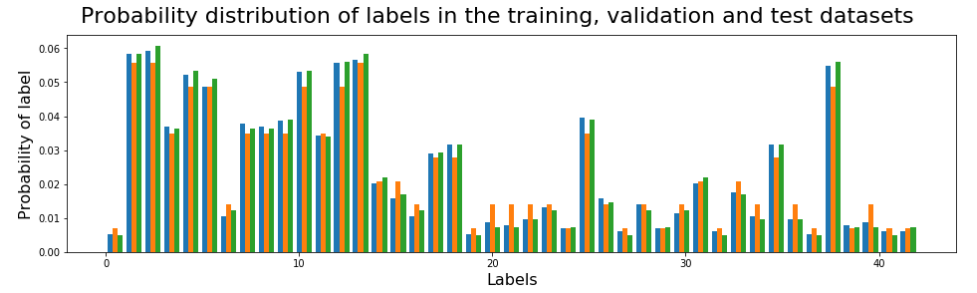 Probability distribution of labels in the training, validation and test datasets
Probability of label
0.06
0.05
0.04
0.03
0.02
0.01
0.00
0 10 20 30 40
Labels